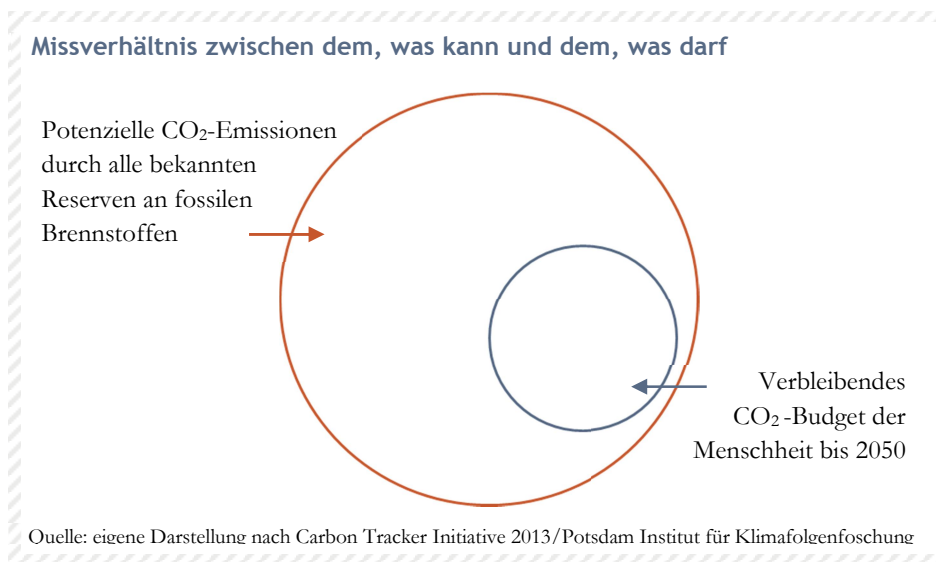 Missverhältnis zwischen dem, was kann und dem, was darf
Potenzielle CO₂-Emissionen
durch alle bekannten
Reserven an fossilen
Brennstoffen
Verbleibendes
CO₂ -Budget der
Menschheit bis 2050
Quelle: eigene Darstellung nach Carbon Tracker Initiative 2013/Potsdam Institut für Klimafolgenfoschung